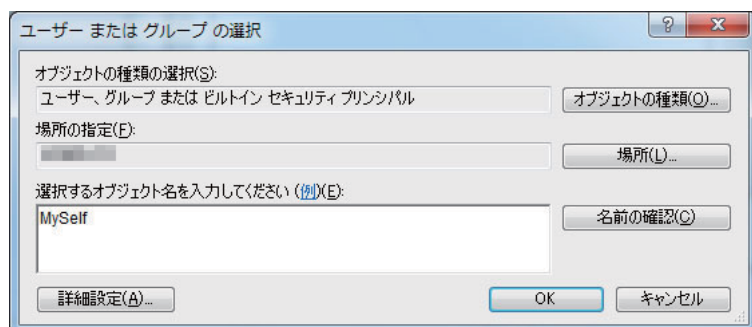 ユーザー または グループ の選択
オブジェクトの種類の選択(S):
ユーザー、グループ または ビルトイン セキュリティ プリンシパル
オブジェクトの種類(O)...
場所の指定(F):
場所(L)...
選択するオブジェクト名を入力してください (例)(E):
MySelf
名前の確認(C)
詳細設定(A)...
OK
キャンセル